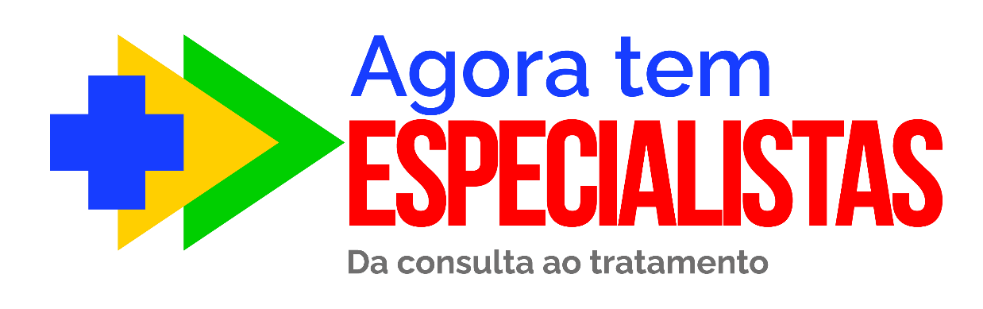 Agora tem
ESPECIALISTAS
Da consulta ao tratamento